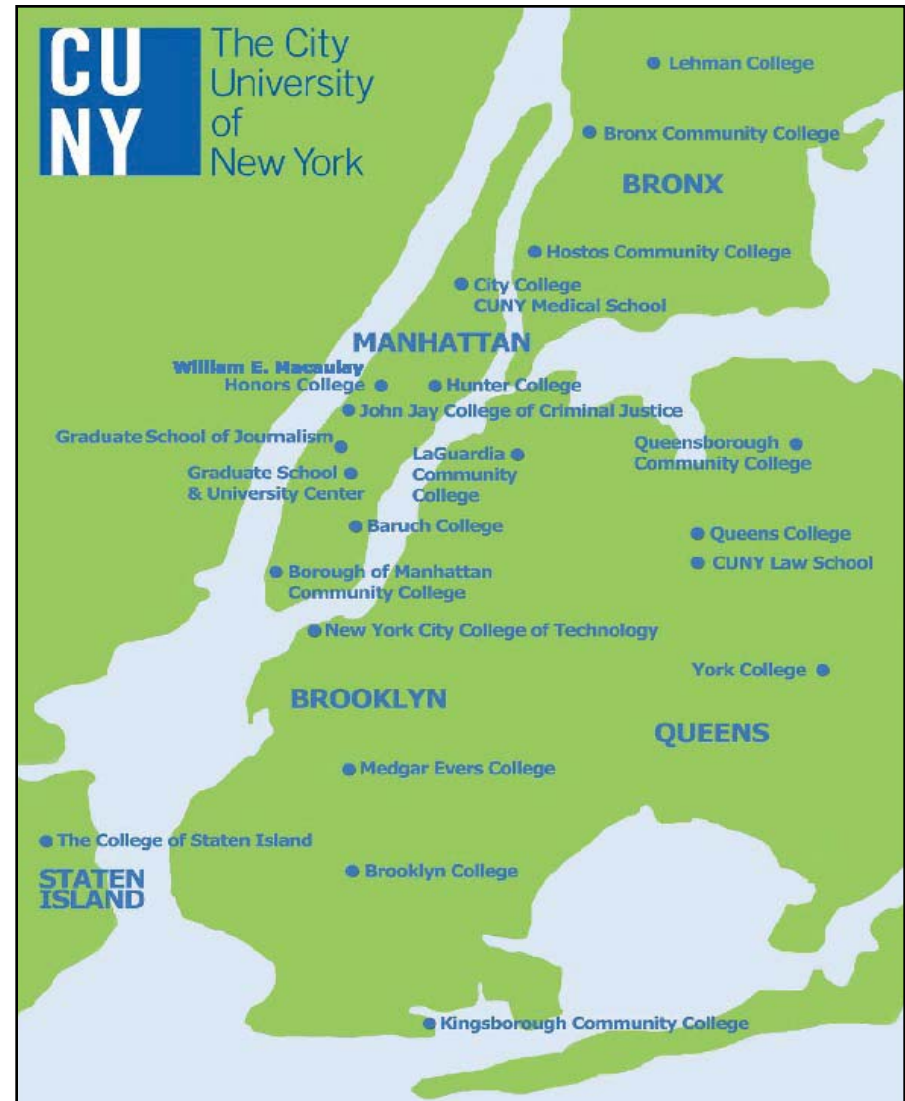 CU
NY
The City
University
of
New York
Lehman College
Bronx Community College
BRONX
Hostos Community College
City College
CUNY Medical School
MANHATTAN
William E. Macaulay
Honors College
Hunter College
John Jay College of Criminal Justice
Graduate School of Journalism
LaGuardia
Community
College
Queensborough
Community College
Graduate School
& University Center
Baruch College
Queens College
CUNY Law School
Borough of Manhattan
Community College
New York City College of Technology
York College
BROOKLYN
QUEENS
Medgar Evers College
The College of Staten Island
STATEN
ISLAND
Brooklyn College
Kingsborough Community College